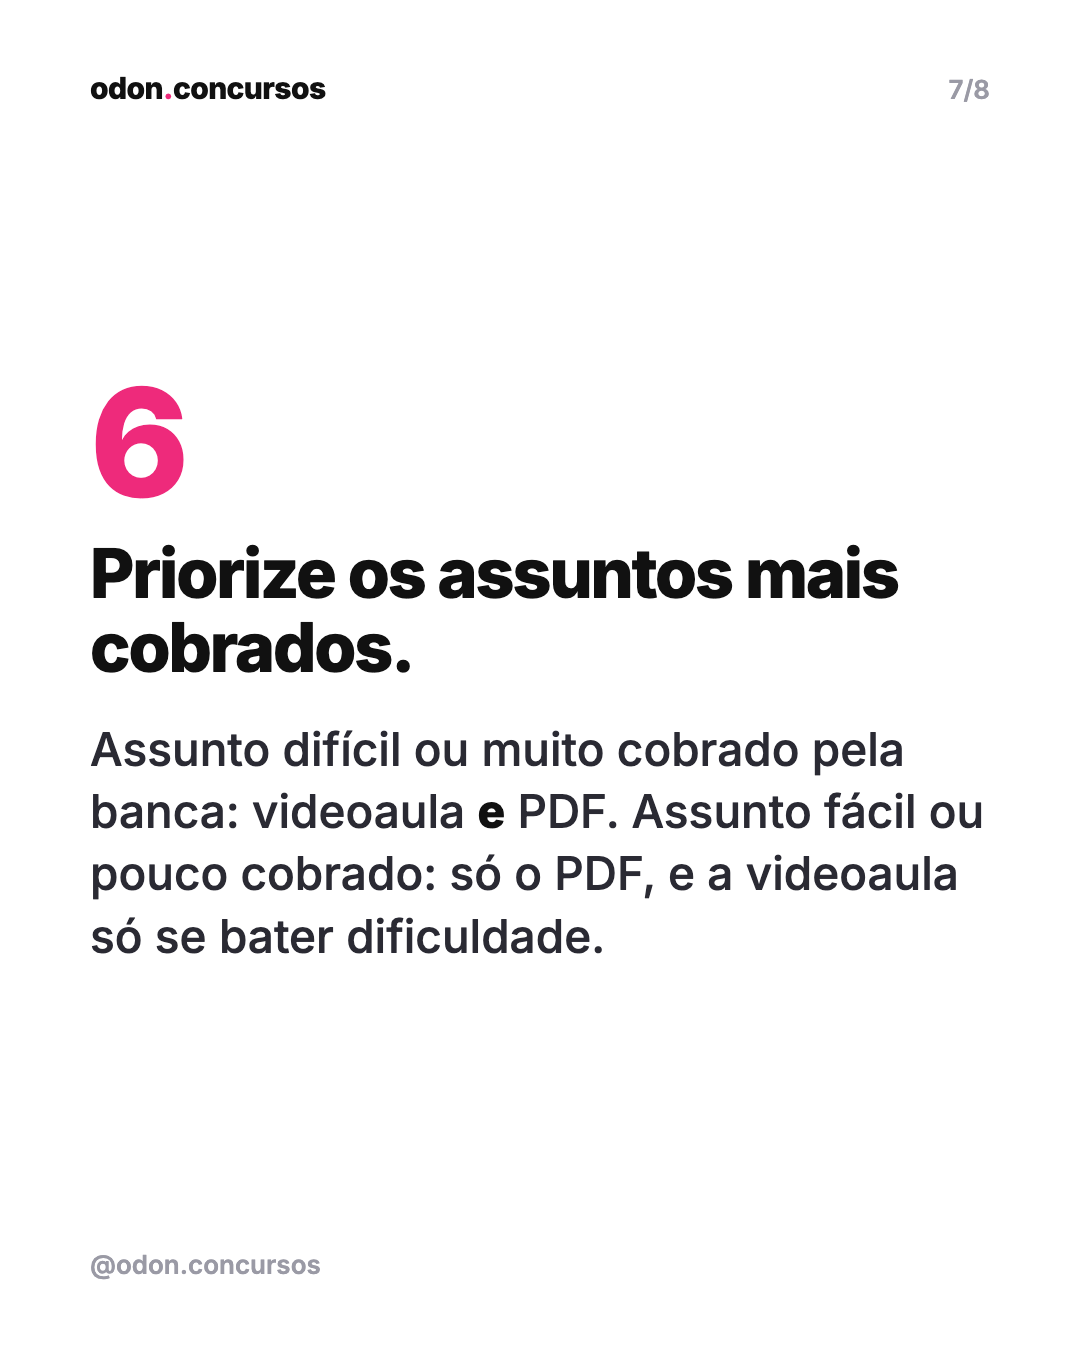 odon.concursos
7/8
6
Priorize os assuntos mais
cobrados.
Assunto difícil ou muito cobrado pela
banca: videoaula e PDF. Assunto fácil ou
pouco cobrado: só o PDF, e a videoaula
só se bater dificuldade.
@odon.concursos